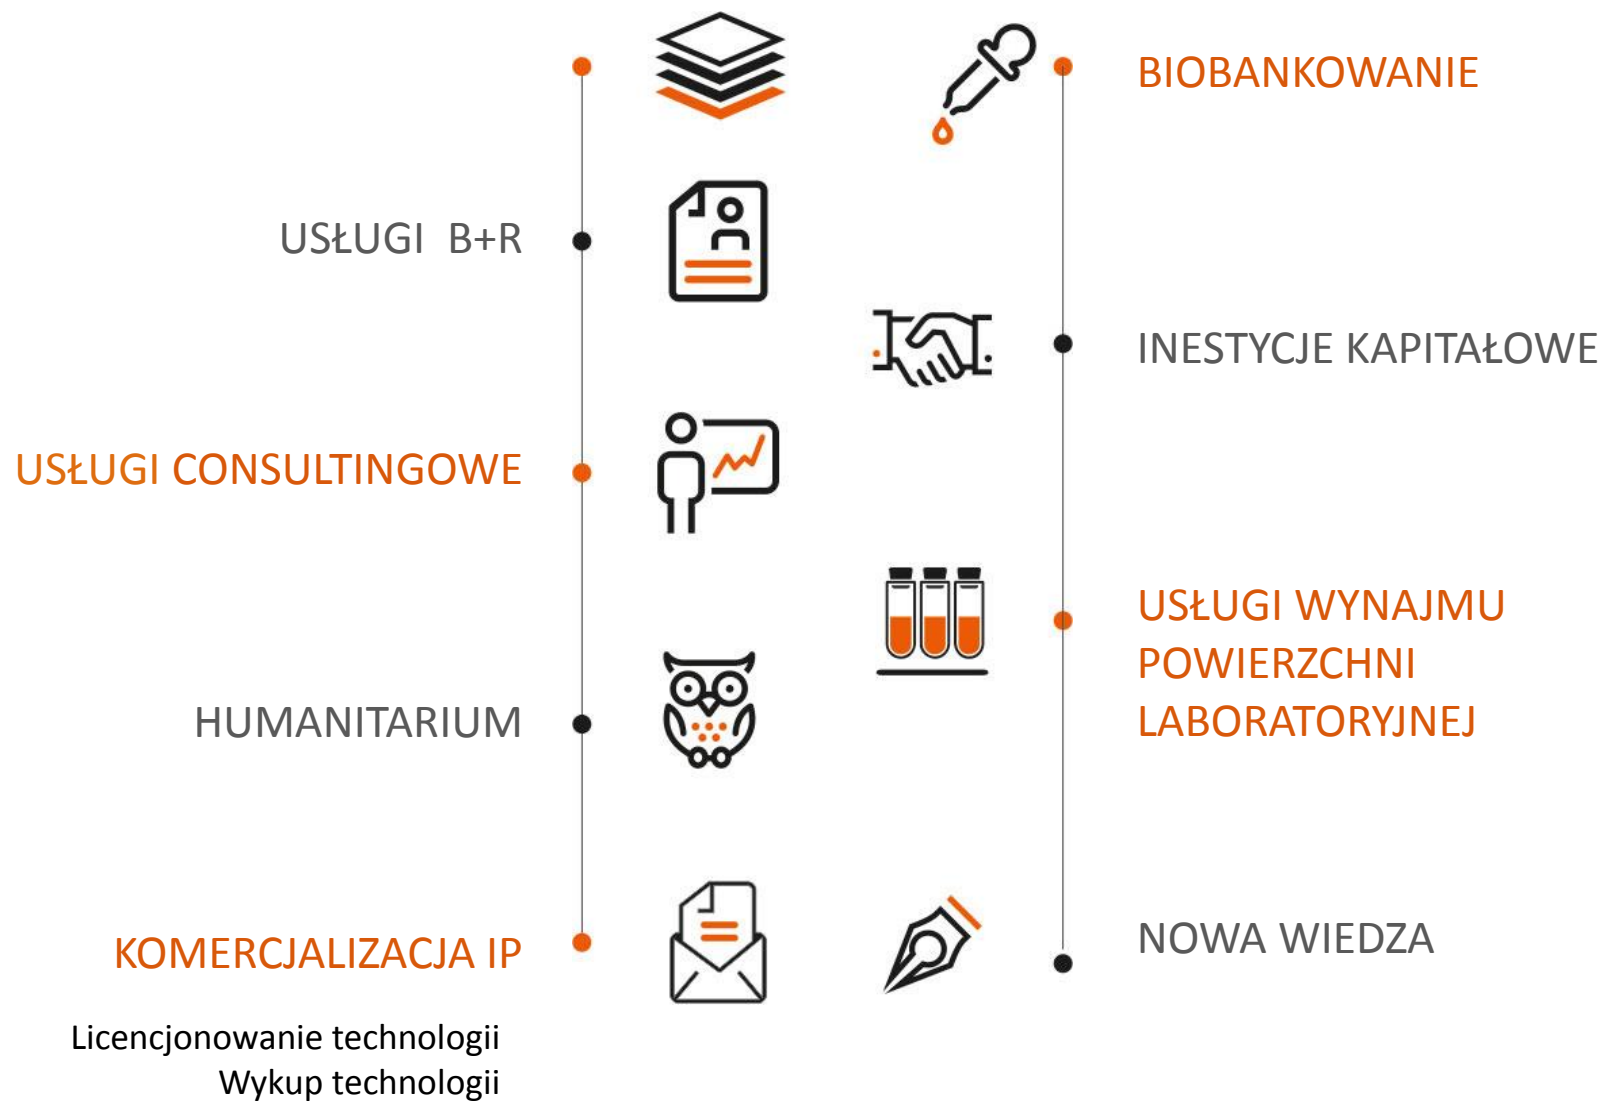 USŁUGI  B+R
USŁUGI CONSULTINGOWE
HUMANITARIUM
KOMERCJALIZACJA IP
Licencjonowanie technologii
Wykup technologii
BIOBANKOWANIE
INESTYCJE KAPITAŁOWE
USŁUGI WYNAJMU
POWIERZCHNI
LABORATORYJNEJ
NOWA WIEDZA